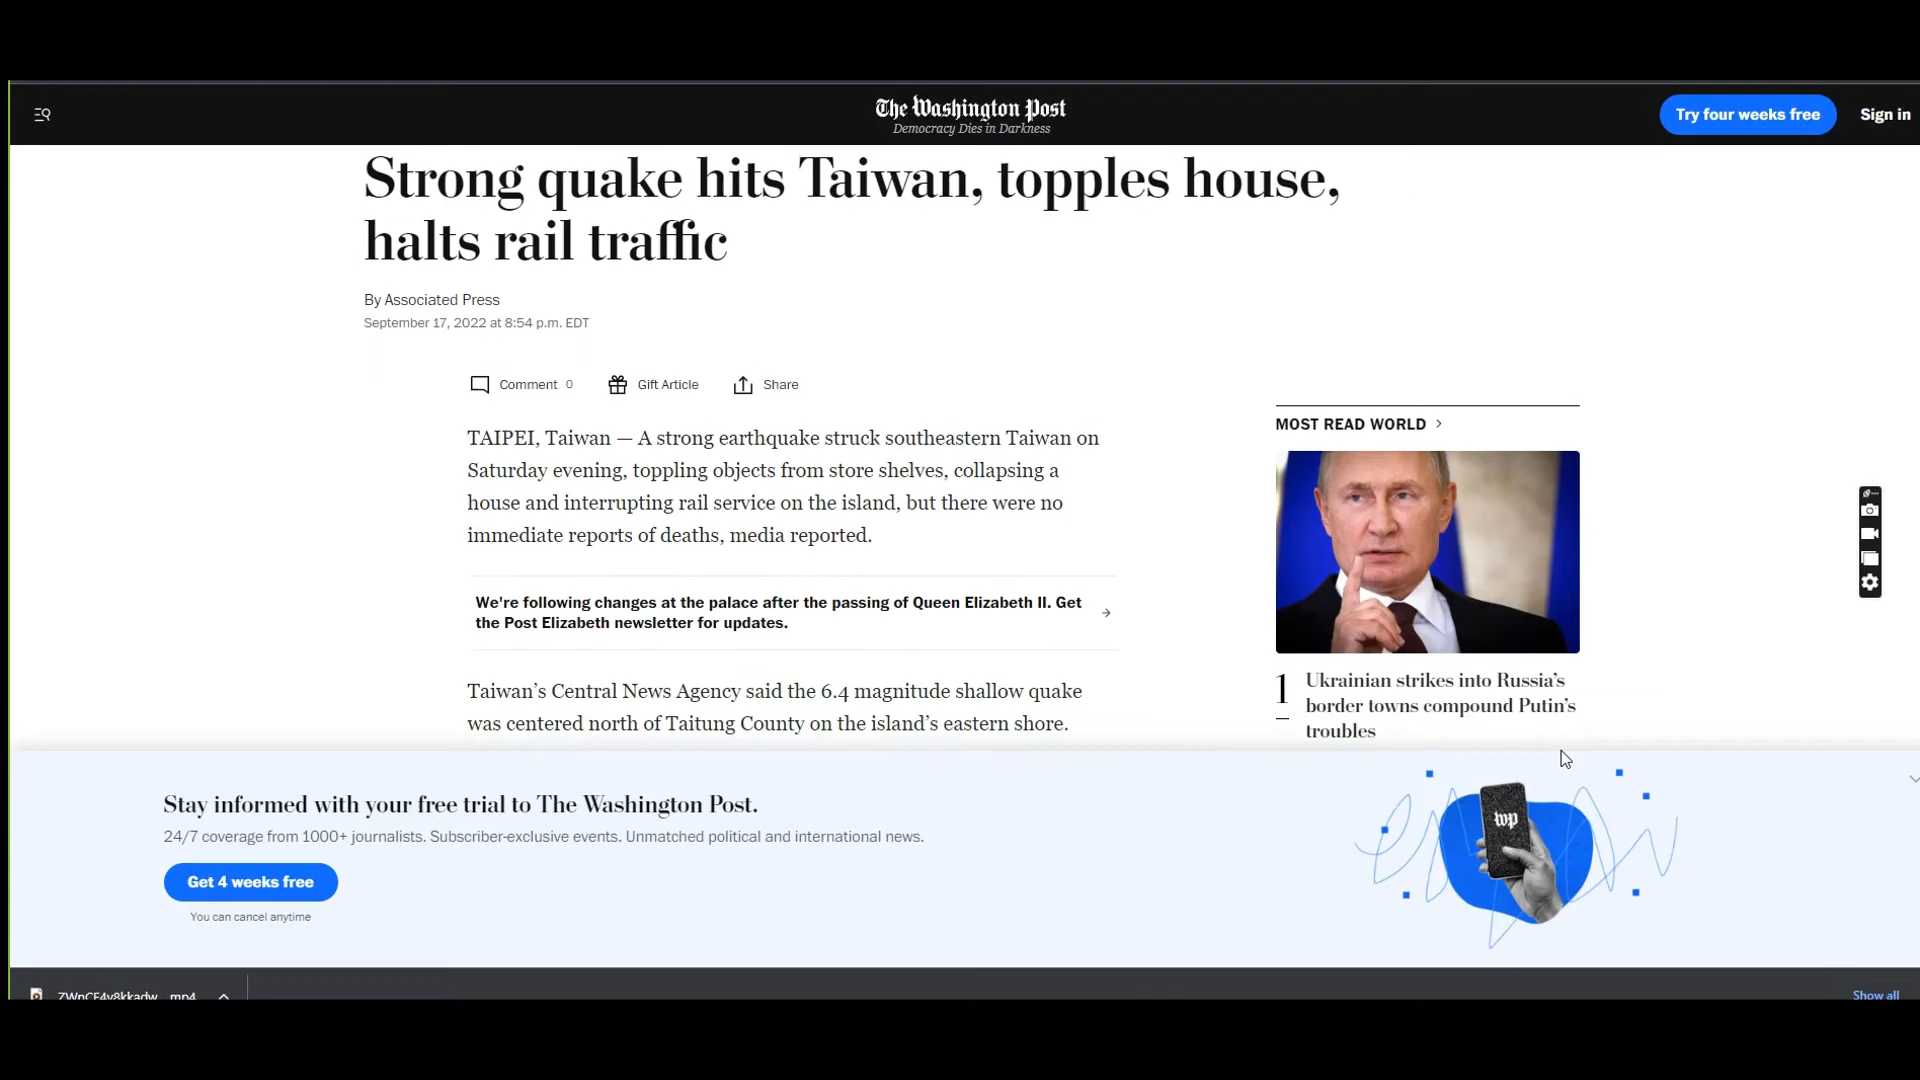 The Washington Post
Democracy Dies in Darkness
Try four weeks free
Sign in
Strong quake hits Taiwan, topples house,
halts rail traffic
By Associated Press
September 17, 2022 at 8:54 p.m. EDT
Comment 0
Gift Article
Share
TAIPEI, Taiwan — A strong earthquake struck southeastern Taiwan on
Saturday evening, toppling objects from store shelves, collapsing a
house and interrupting rail service on the island, but there were no
immediate reports of deaths, media reported.
We're following changes at the palace after the passing of Queen Elizabeth II. Get
the Post Elizabeth newsletter for updates.
Taiwan’s Central News Agency said the 6.4 magnitude shallow quake
was centered north of Taitung County on the island’s eastern shore.
MOST READ WORLD
1
Ukrainian strikes into Russia’s
border towns compound Putin’s
troubles
Stay informed with your free trial to The Washington Post.
24/7 coverage from 1000+ journalists. Subscriber-exclusive events. Unmatched political and international news.
Get 4 weeks free
You can cancel anytime
wp
Show all